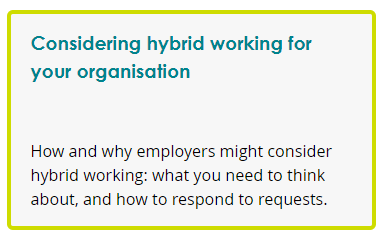 Considering hybrid working for
your organisation
How and why employers might consider
hybrid working: what you need to think
about, and how to respond to requests.